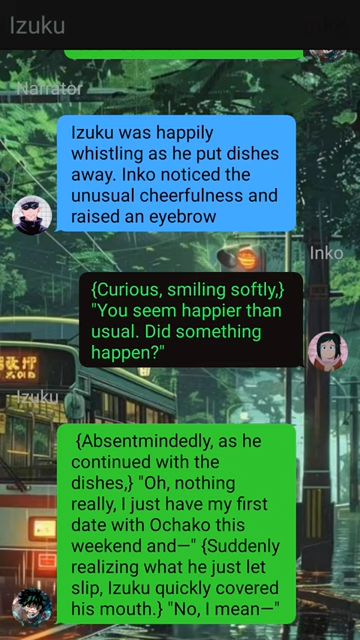 Izuku
Narrator
Izuku was happily
whistling as he put dishes
away. Inko noticed the
unusual cheerfulness and
raised an eyebrow
Inko
{Curious, smiling softly,}
"You seem happier than
usual. Did something
happen?"
Izuku
{Absentmindedly, as he
continued with the
dishes,} "Oh, nothing
really, I just have my first
date with Ochako this
weekend and—" {Suddenly
realizing what he just let
slip, Izuku quickly covered
his mouth.} "No, I mean—"